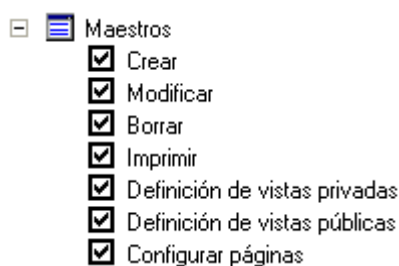 Maestros
Crear
Modificar
Borrar
Imprimir
Definición de vistas privadas
Definición de vistas públicas
Configurar páginas